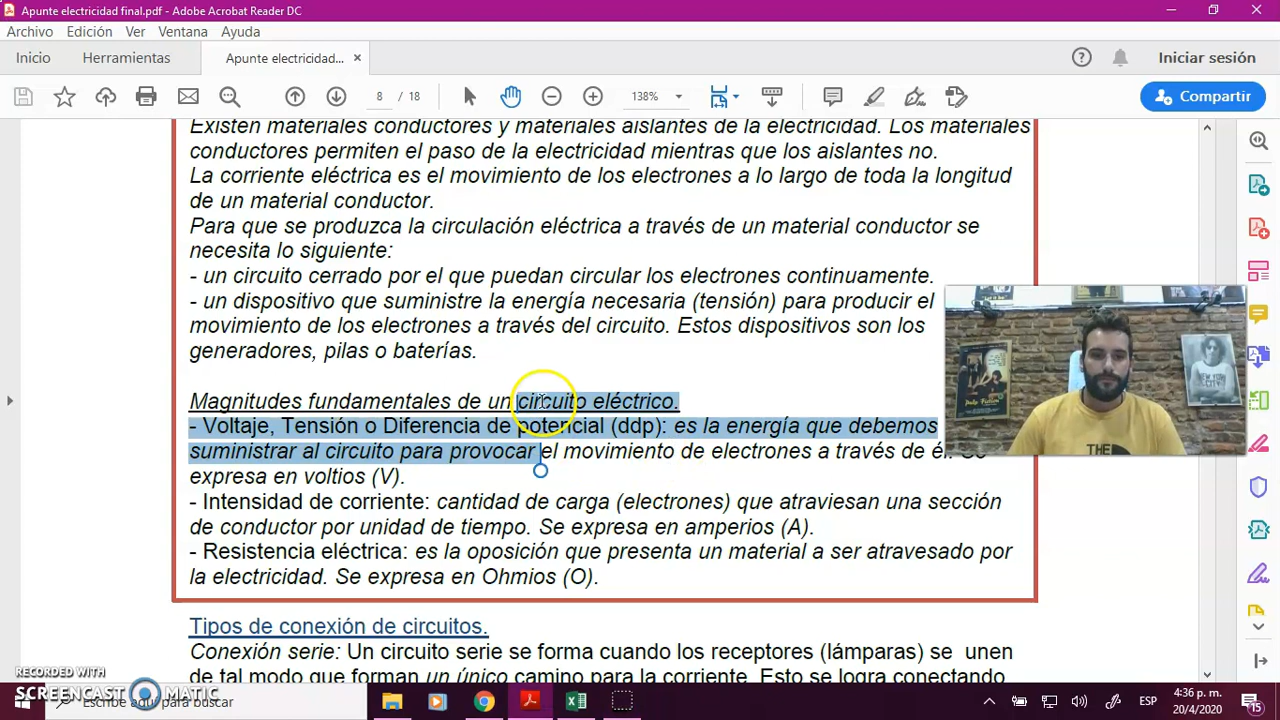 Apunte electricidad final.pdf - Adobe Acrobat Reader DC
Archivo Edición Ver Ventana Ayuda
Inicio Herramientas Apunte electricidad... Iniciar sesión
8 / 18 138% Compartir
Existen materiales conductores y materiales aislantes de la electricidad. Los materiales
conductores permiten el paso de la electricidad mientras que los aislantes no.
La corriente eléctrica es el movimiento de los electrones a lo largo de toda la longitud
de un material conductor.
Para que se produzca la circulación eléctrica a través de un material conductor se
necesita lo siguiente:
- un circuito cerrado por el que puedan circular los electrones continuamente.
- un dispositivo que suministre la energía necesaria (tensión) para producir el
movimiento de los electrones a través del circuito. Estos dispositivos son los
generadores, pilas o baterías.
Magnitudes fundamentales de un circuito eléctrico.
- Voltaje, Tensión o Diferencia de potencial (ddp): es la energía que debemos
suministrar al circuito para provocar el movimiento de electrones a través de él. Se
expresa en voltios (V).
- Intensidad de corriente: cantidad de carga (electrones) que atraviesan una sección
de conductor por unidad de tiempo. Se expresa en amperios (A).
- Resistencia eléctrica: es la oposición que presenta un material a ser atravesado por
la electricidad. Se expresa en Ohmios (O).
Tipos de conexión de circuitos.
Conexión serie: Un circuito serie se forma cuando los receptores (lámparas) se unen
de tal modo que forman un único camino para la corriente. Esto se logra conectando
NEW YORK CITY
THE
RECORDED WITH
SCREENCAST MATIC
Escribe aquí para buscar
ESP
4:36 p. m.
20/4/2020
15